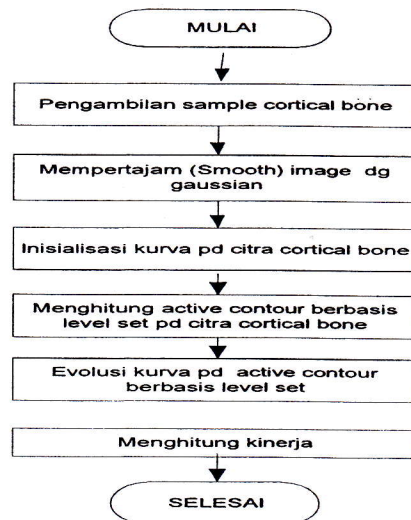 MULAI
Pengambilan sample cortical bone
Mempertajam (Smooth) image dg
gaussian
Inisialisasi kurva pd citra cortical bone
Menghitung active contour berbasis
level set pd citra cortical bone
Evolusi kurva pd active contour
berbasis level set
Menghitung kinerja
SELESAI